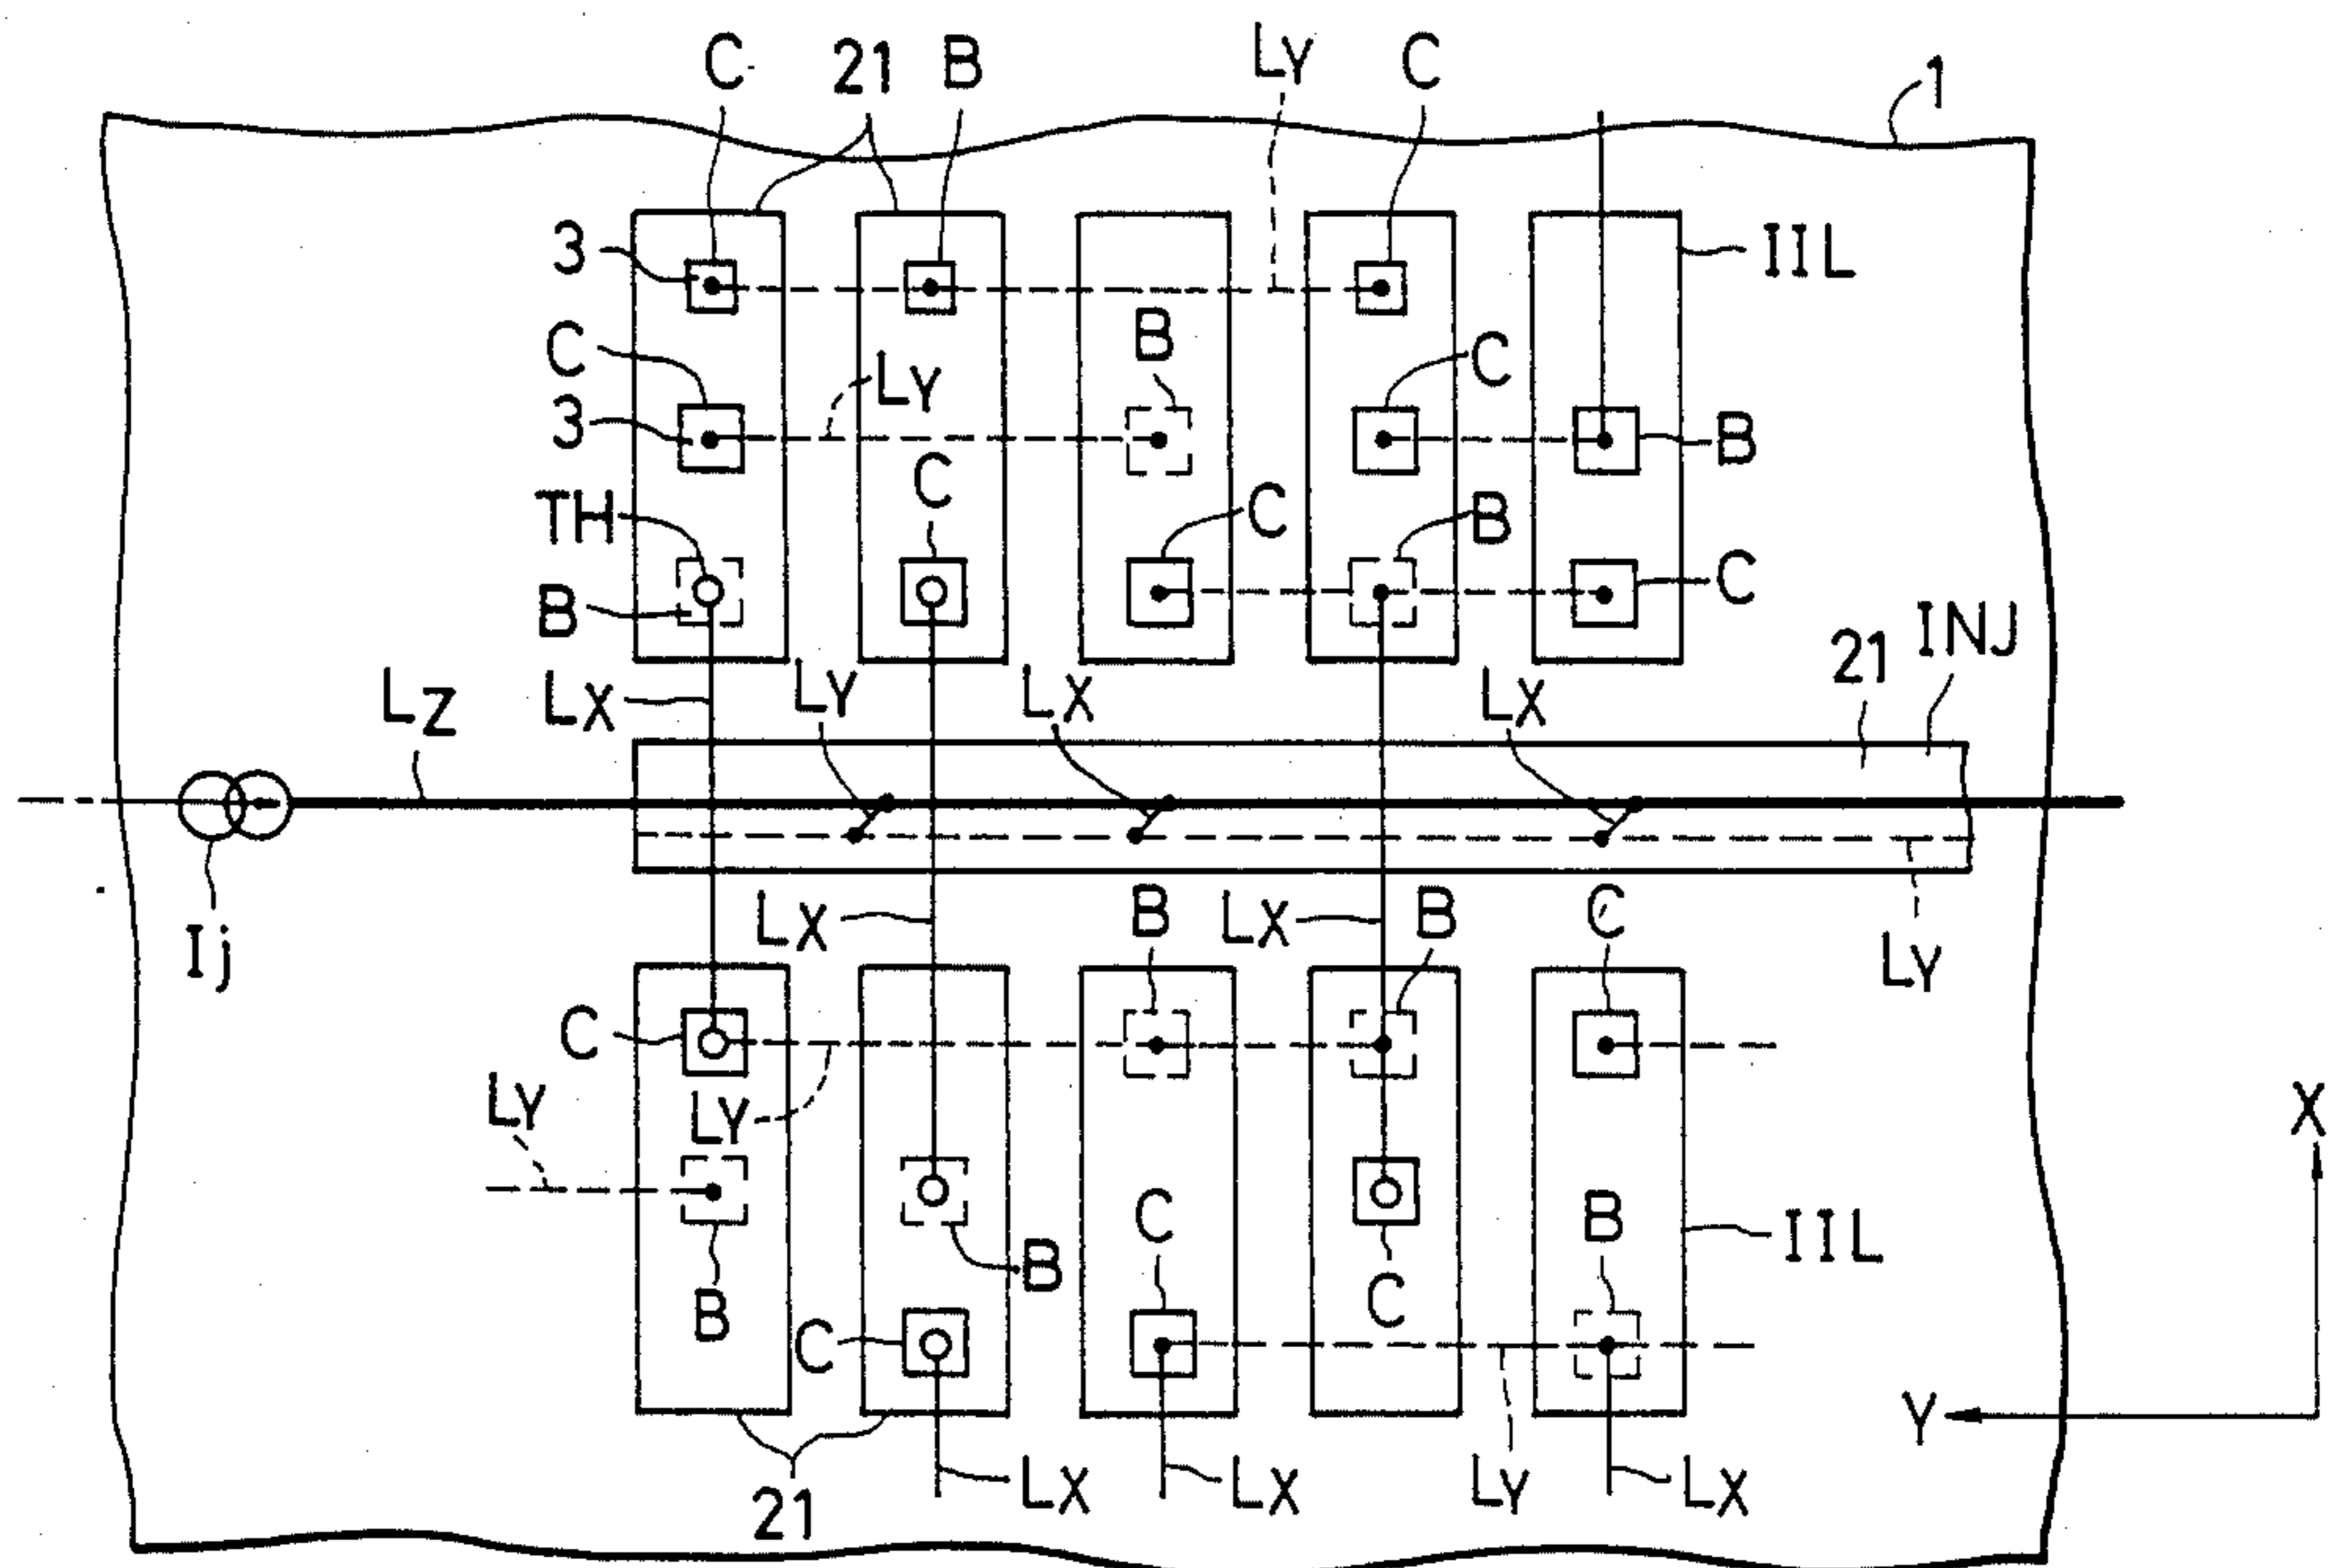 C 21 B LY C 1
3 IIL
C B
LY C
3 B
C
TH C B
B C
21 INJ
LZ LX LY LX LX
Ij LX B LX B C
LY
C
LY LY X
C B IIL
B B C
C Y
21 LX LX LY LX